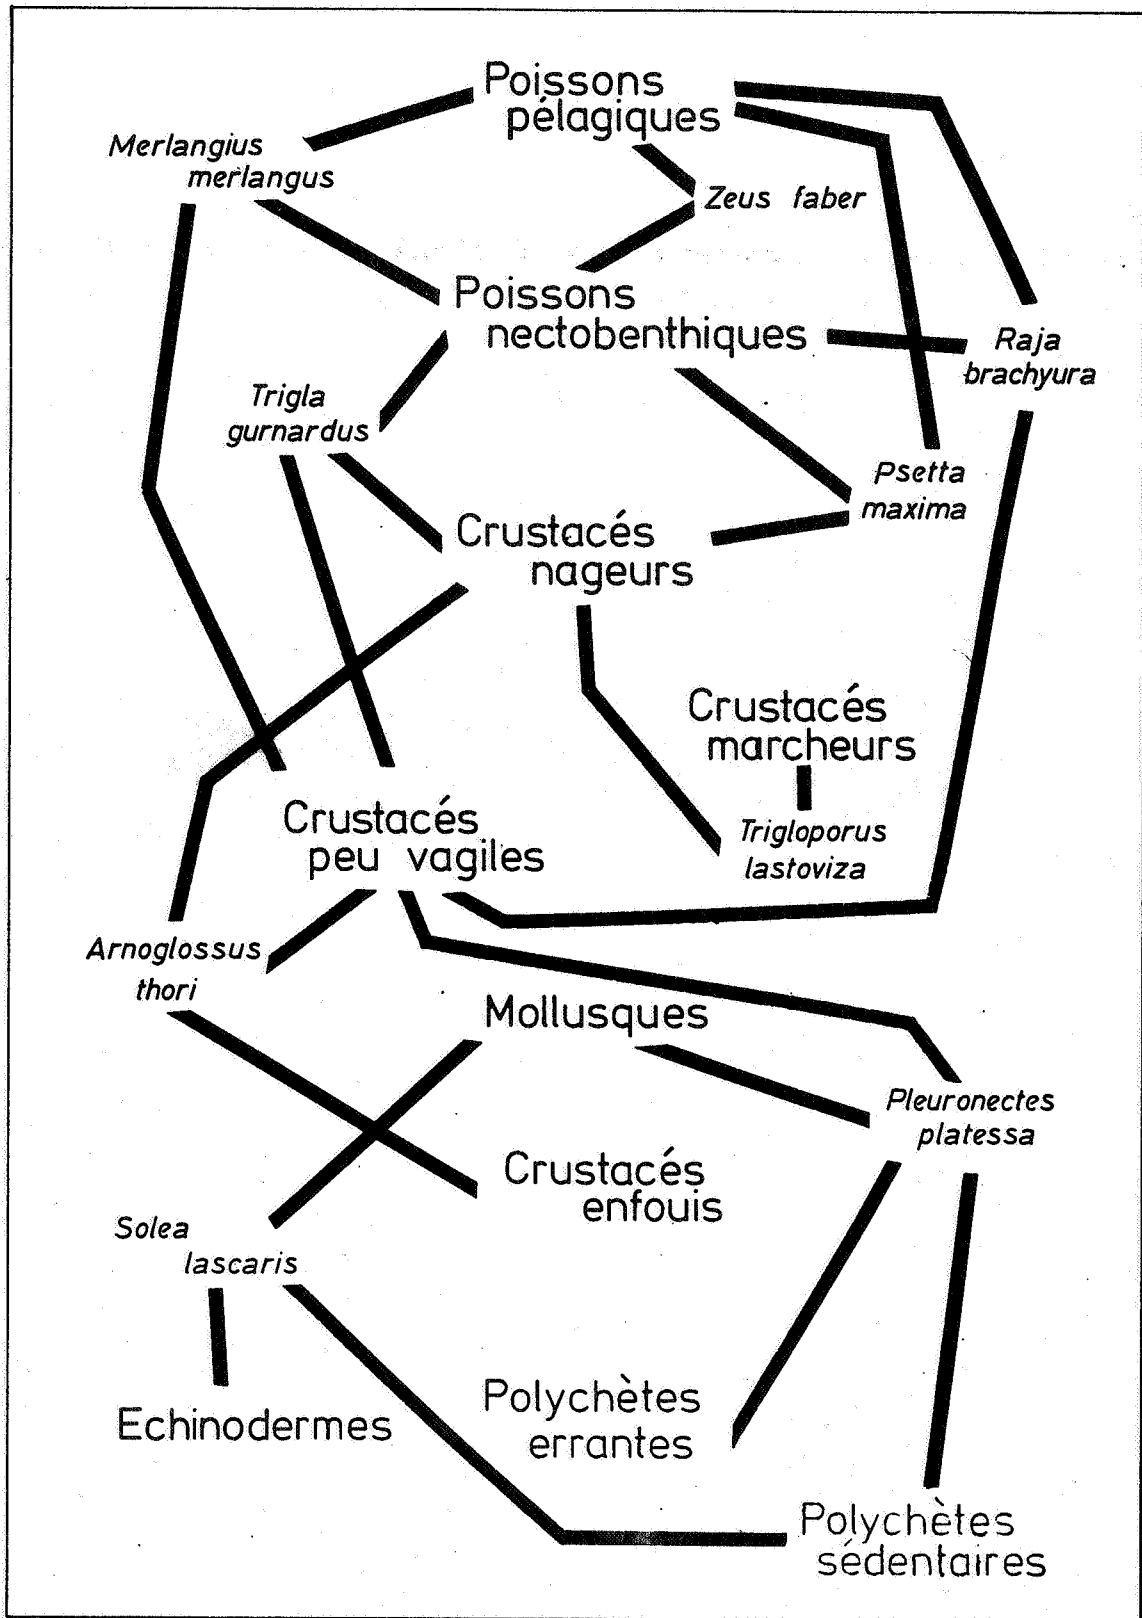 Poissons
pélagiques
Merlangius
merlangus
Zeus faber
Poissons
nectobenthiques
Raja
brachyura
Trigla
gurnardus
Psetta
maxima
Crustacés
nageurs
Crustacés
marcheurs
Crustacés
peu vagiles
Trigloporus
lastoviza
Arnoglossus
thori
Mollusques
Pleuronectes
platessa
Crustacés
enfouis
Solea
lascaris
Echinodermes
Polychètes
errantes
Polychètes
sédentaires